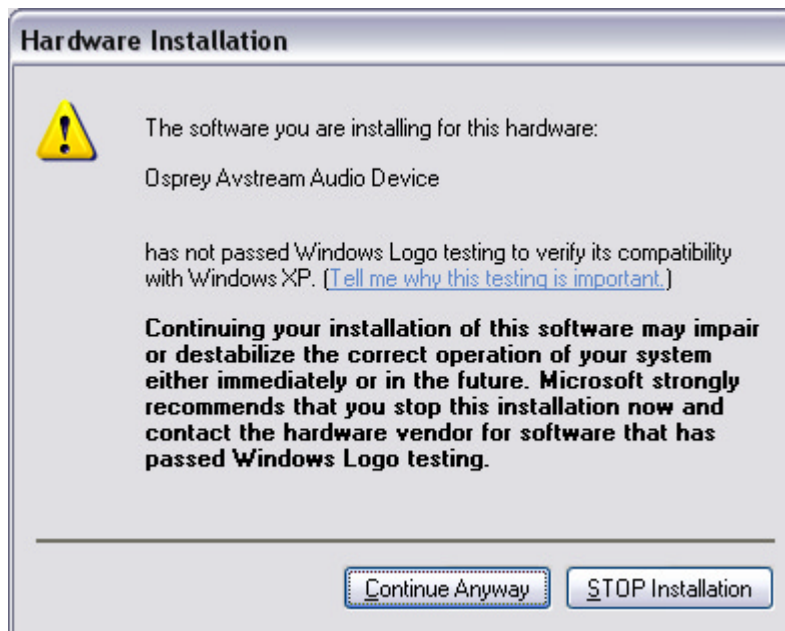 Hardware Installation
The software you are installing for this hardware:
Osprey Avstream Audio Device
has not passed Windows Logo testing to verify its compatibility
with Windows XP. (Tell me why this testing is important.)
Continuing your installation of this software may impair
or destabilize the correct operation of your system
either immediately or in the future. Microsoft strongly
recommends that you stop this installation now and
contact the hardware vendor for software that has
passed Windows Logo testing.
Continue Anyway
STOP Installation